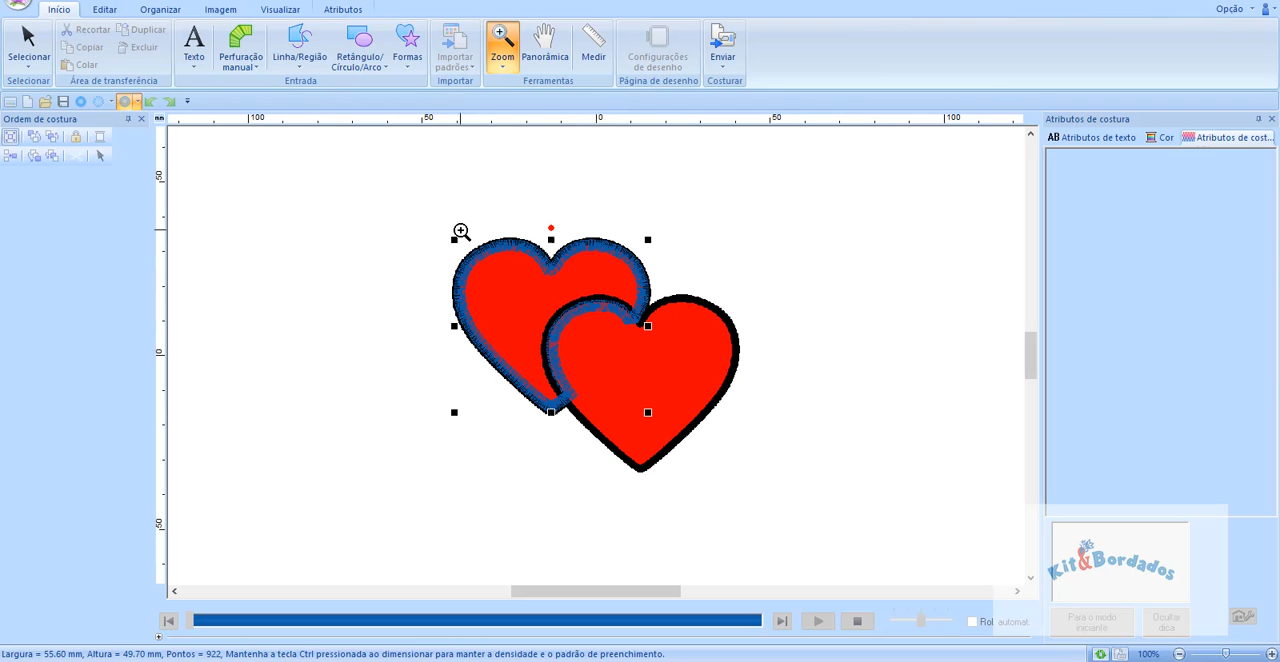 Início Editar Organizar Imagem Visualizar Atributos Opção
Selecionar
Recortar Duplicar
Copiar Excluir
Colar
Texto
Perfuração manual
Linha/Região
Retângulo/ Círculo/Arco
Formas
Importar padrões
Zoom
Panorâmica
Medir
Configurações de desenho
Enviar
Selecionar Área de transferência Entrada Importar Ferramentas Página de desenho Costurar
Ordem de costura
mm 100 50 0 50 100
Atributos de costura
AB Atributos de texto Cor Atributos de cost...
50
0
50
Kit&Bordados
Para o modo iniciante
Ocultar dica
Rol. automat.
Largura = 55.60 mm, Altura = 49.70 mm, Pontos = 922, Mantenha a tecla Ctrl pressionada ao dimensionar para manter a densidade e o padrão de preenchimento.
100%